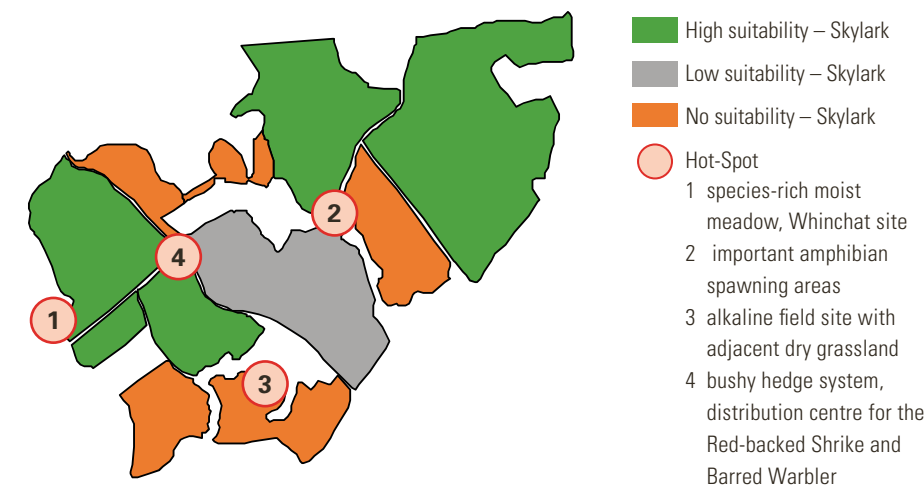 High suitability – Skylark
Low suitability – Skylark
No suitability – Skylark
Hot-Spot
1 species-rich moist
meadow, Whinchat site
2 important amphibian
spawning areas
3 alkaline field site with
adjacent dry grassland
4 bushy hedge system,
distribution centre for the
Red-backed Shrike and
Barred Warbler
2
4
1
3